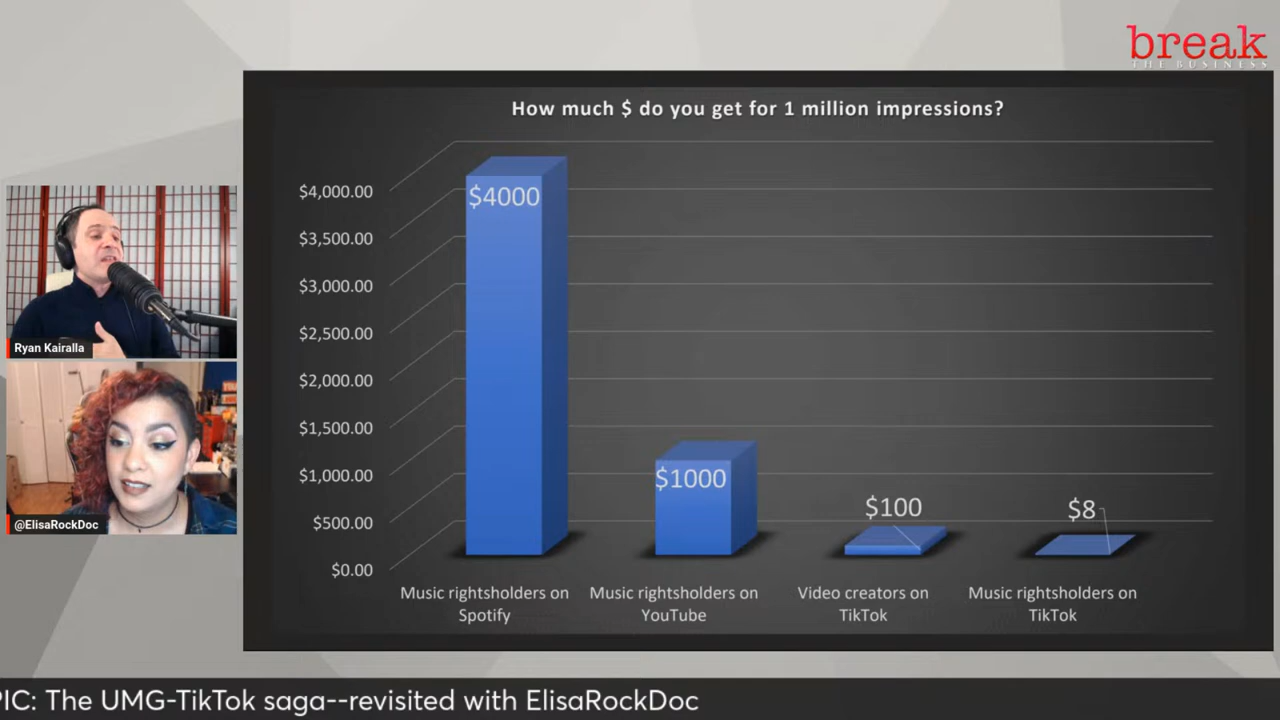 break
THE BUSINESS
How much $ do you get for 1 million impressions?
$4,000.00
$3,500.00
$3,000.00
$2,500.00
$2,000.00
$1,500.00
$1,000.00
$500.00
$0.00
$4000
$1000
$100
$8
Music rightsholders on
Spotify
Music rightsholders on
YouTube
Video creators on
TikTok
Music rightsholders on
TikTok
Ryan Kairalla
@ElisaRockDoc
PIC: The UMG-TikTok saga--revisited with ElisaRockDoc